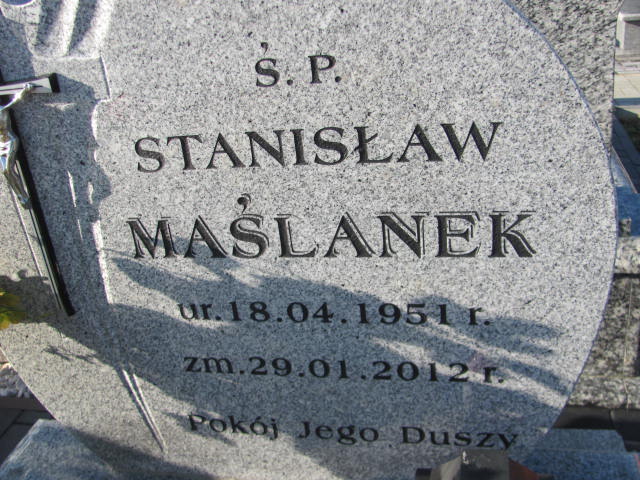 Ś.P.
STANISŁAW
MAŚLANEK
ur.18.04.1951 r.
zm.29.01.2012 r.
Pokój Jego Duszy